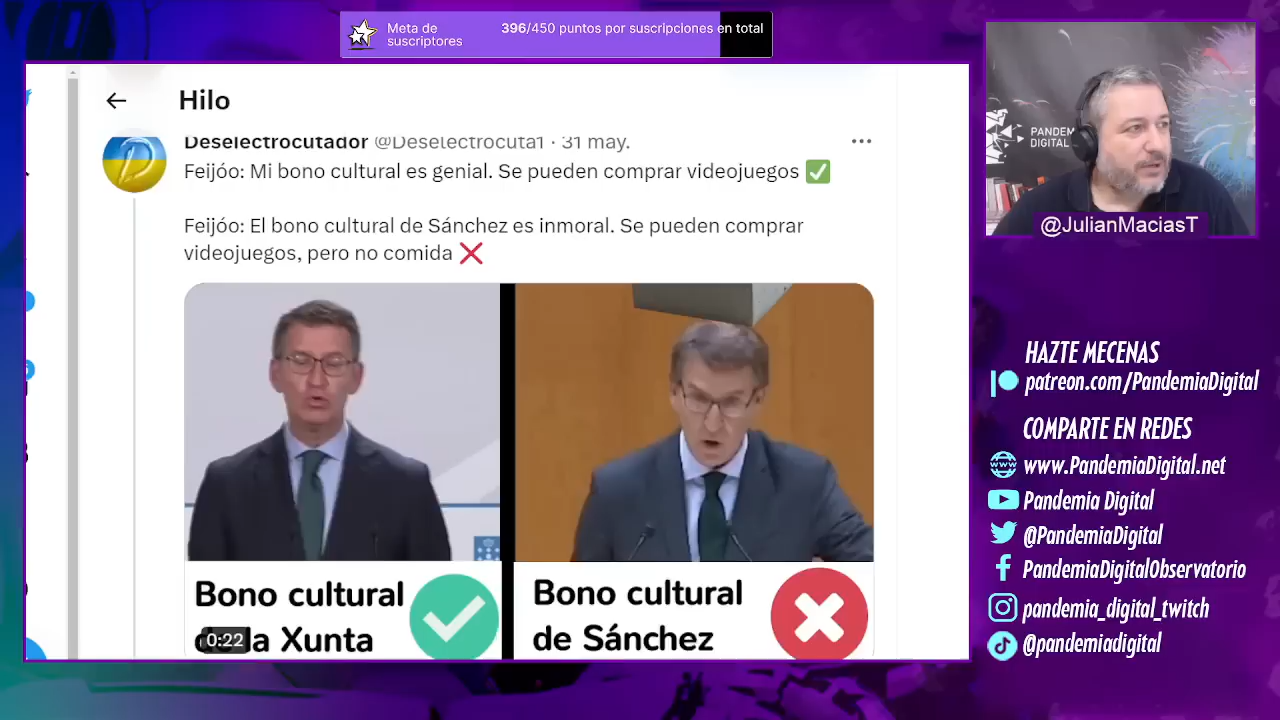 Meta de
suscriptores
396/450 puntos por suscripciones en total
Hilo
Deselectrocutador @Deselectrocuta1 · 31 may.
Feijóo: Mi bono cultural es genial. Se pueden comprar videojuegos ✅
Feijóo: El bono cultural de Sánchez es inmoral. Se pueden comprar
videojuegos, pero no comida ❌
Bono cultural
de la Xunta
0:22
Bono cultural
de Sánchez
PANDEM
DIGITAL
@JulianMaciasT
HAZTE MECENAS
patreon.com/PandemiaDigital
COMPARTE EN REDES
www.PandemiaDigital.net
Pandemia Digital
@PandemiaDigital
PandemiaDigitalObservatorio
pandemia_digital_twitch
@pandemiadigital